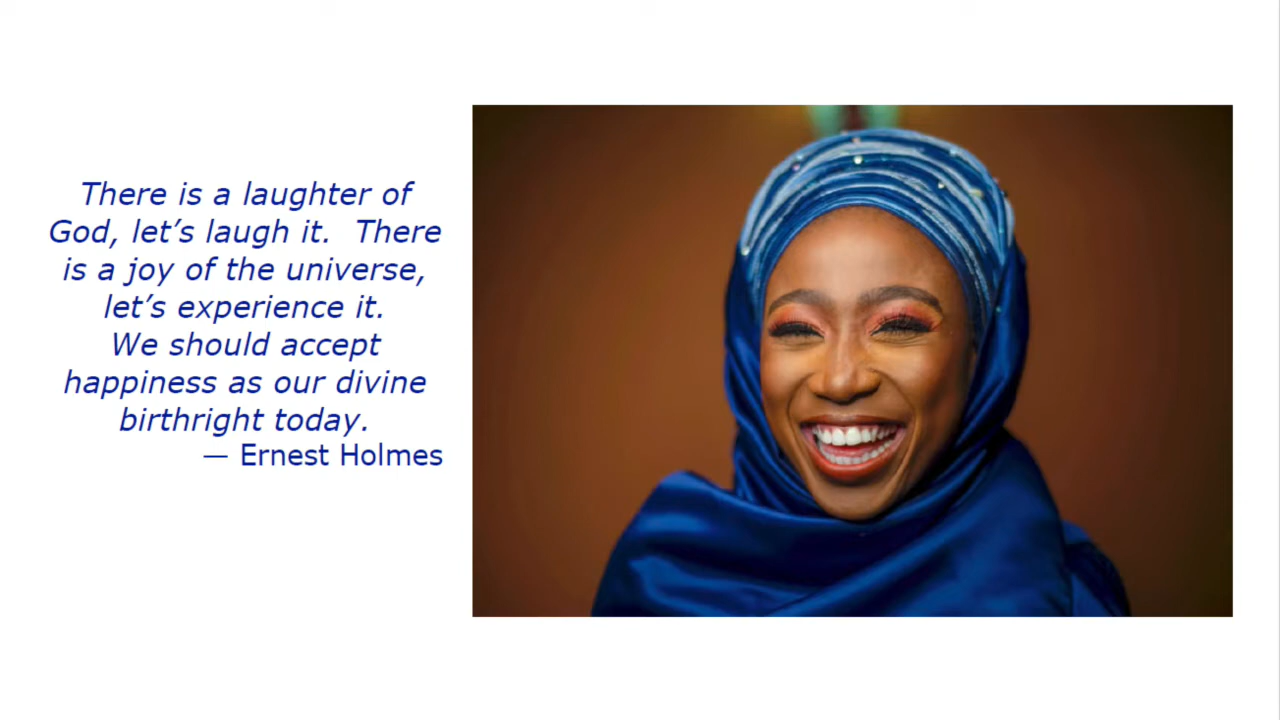 There is a laughter of
God, let’s laugh it.  There
is a joy of the universe,
let’s experience it.
We should accept
happiness as our divine
birthright today.
— Ernest Holmes